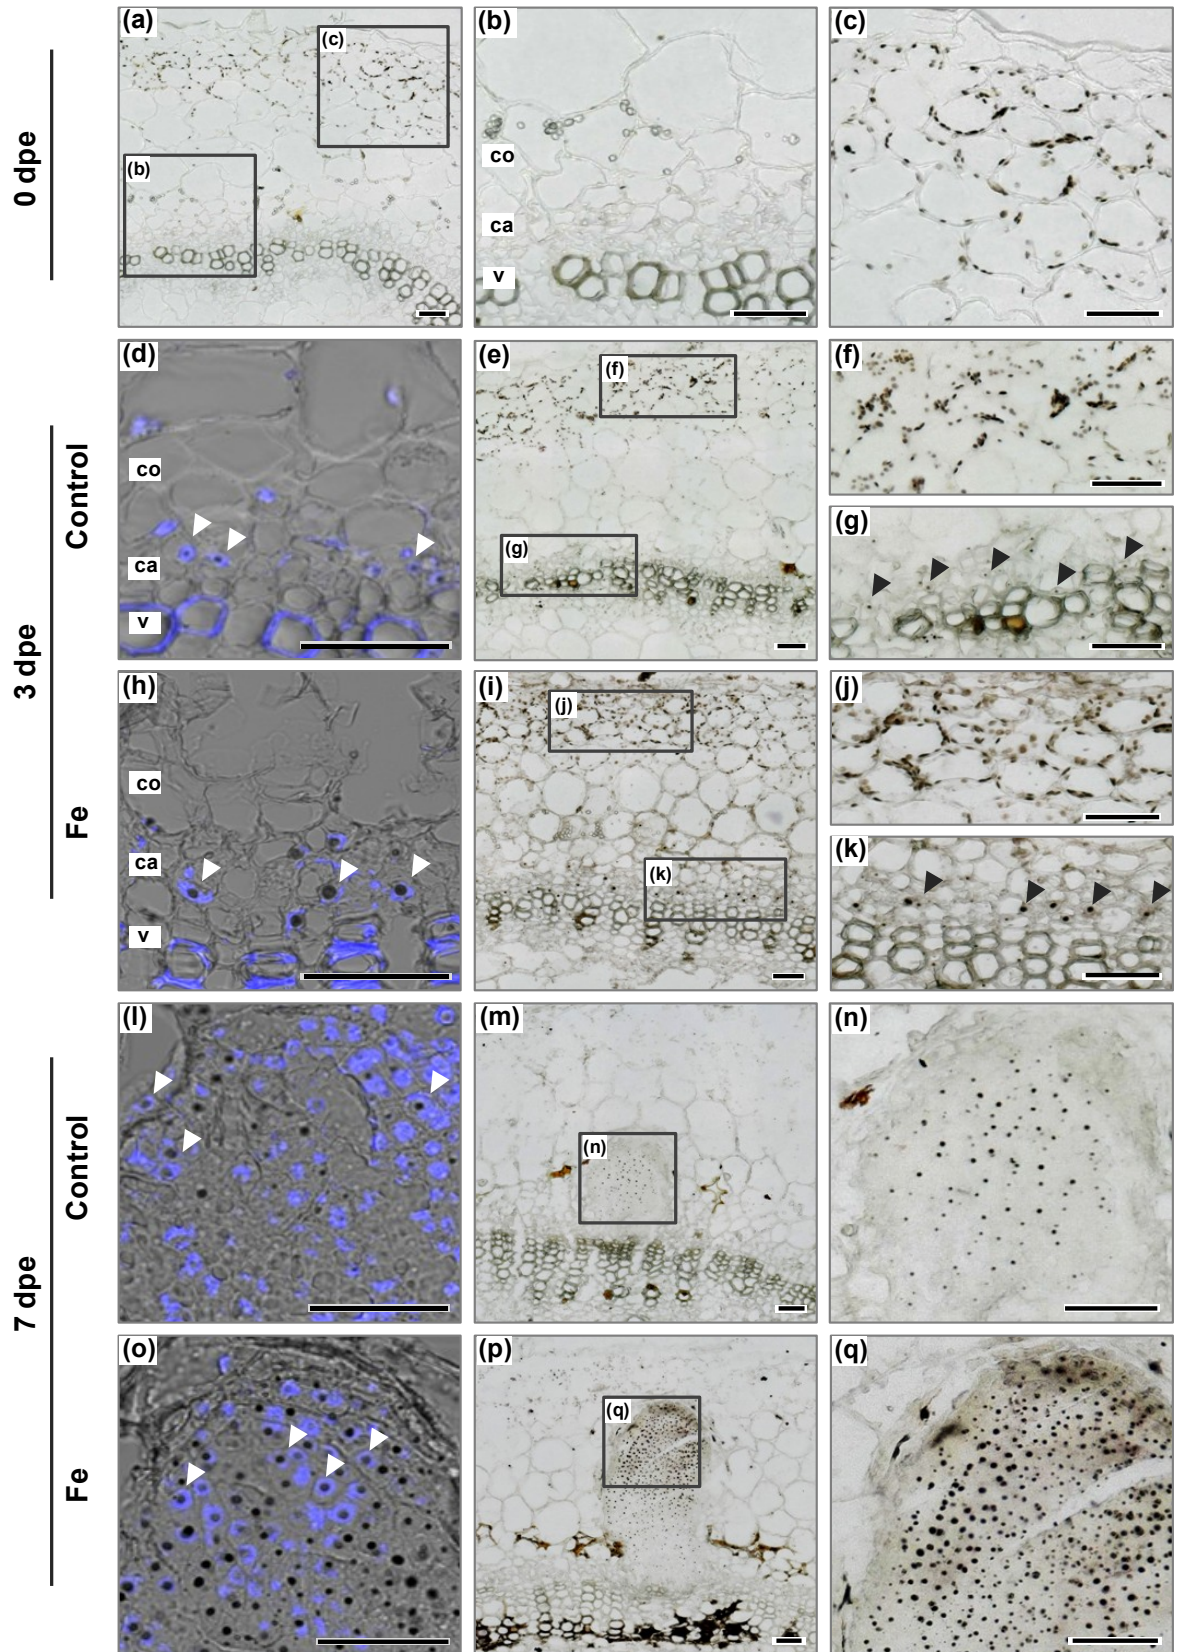 0 dpe
(a)
(c)
(b)
(b)
co
ca
v
(c)
3 dpe
Control
(d)
co
ca
v
(e)
(f)
(g)
(f)
(g)
Fe
(h)
co
ca
v
(i)
(j)
(k)
(j)
(k)
7 dpe
Control
(l)
(m)
(n)
(n)
Fe
(o)
(p)
(q)
(q)